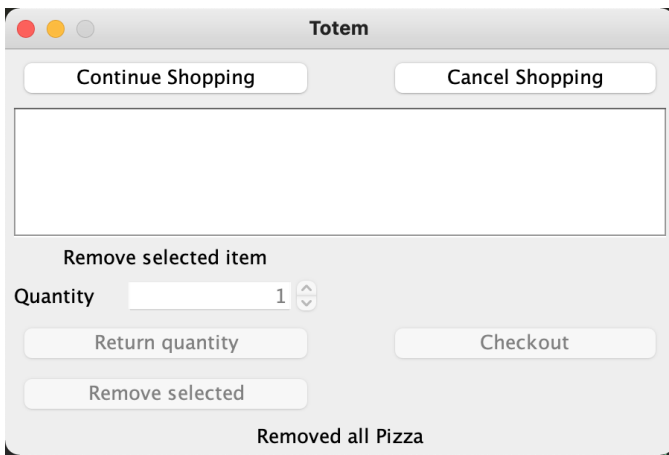 Totem
Continue Shopping Cancel Shopping
Remove selected item
Quantity 1
Return quantity Checkout
Remove selected
Removed all Pizza